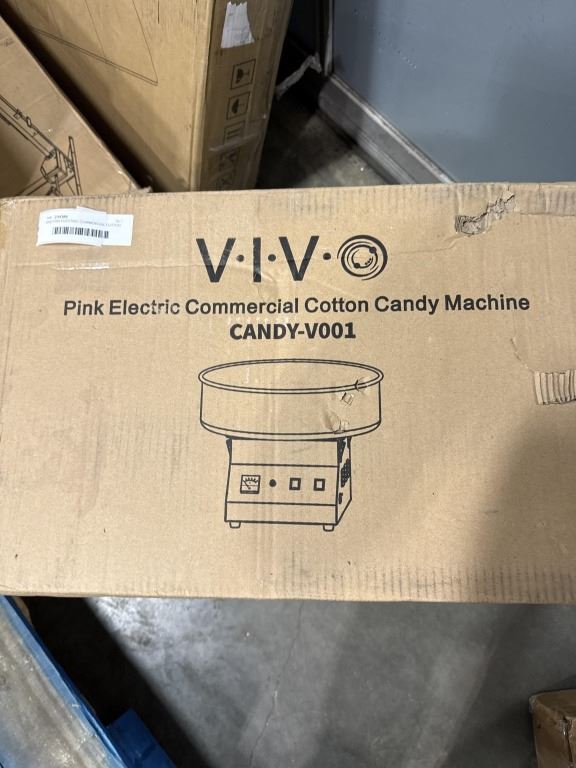 V·I·V·O
Pink Electric Commercial Cotton Candy Machine
CANDY-V001